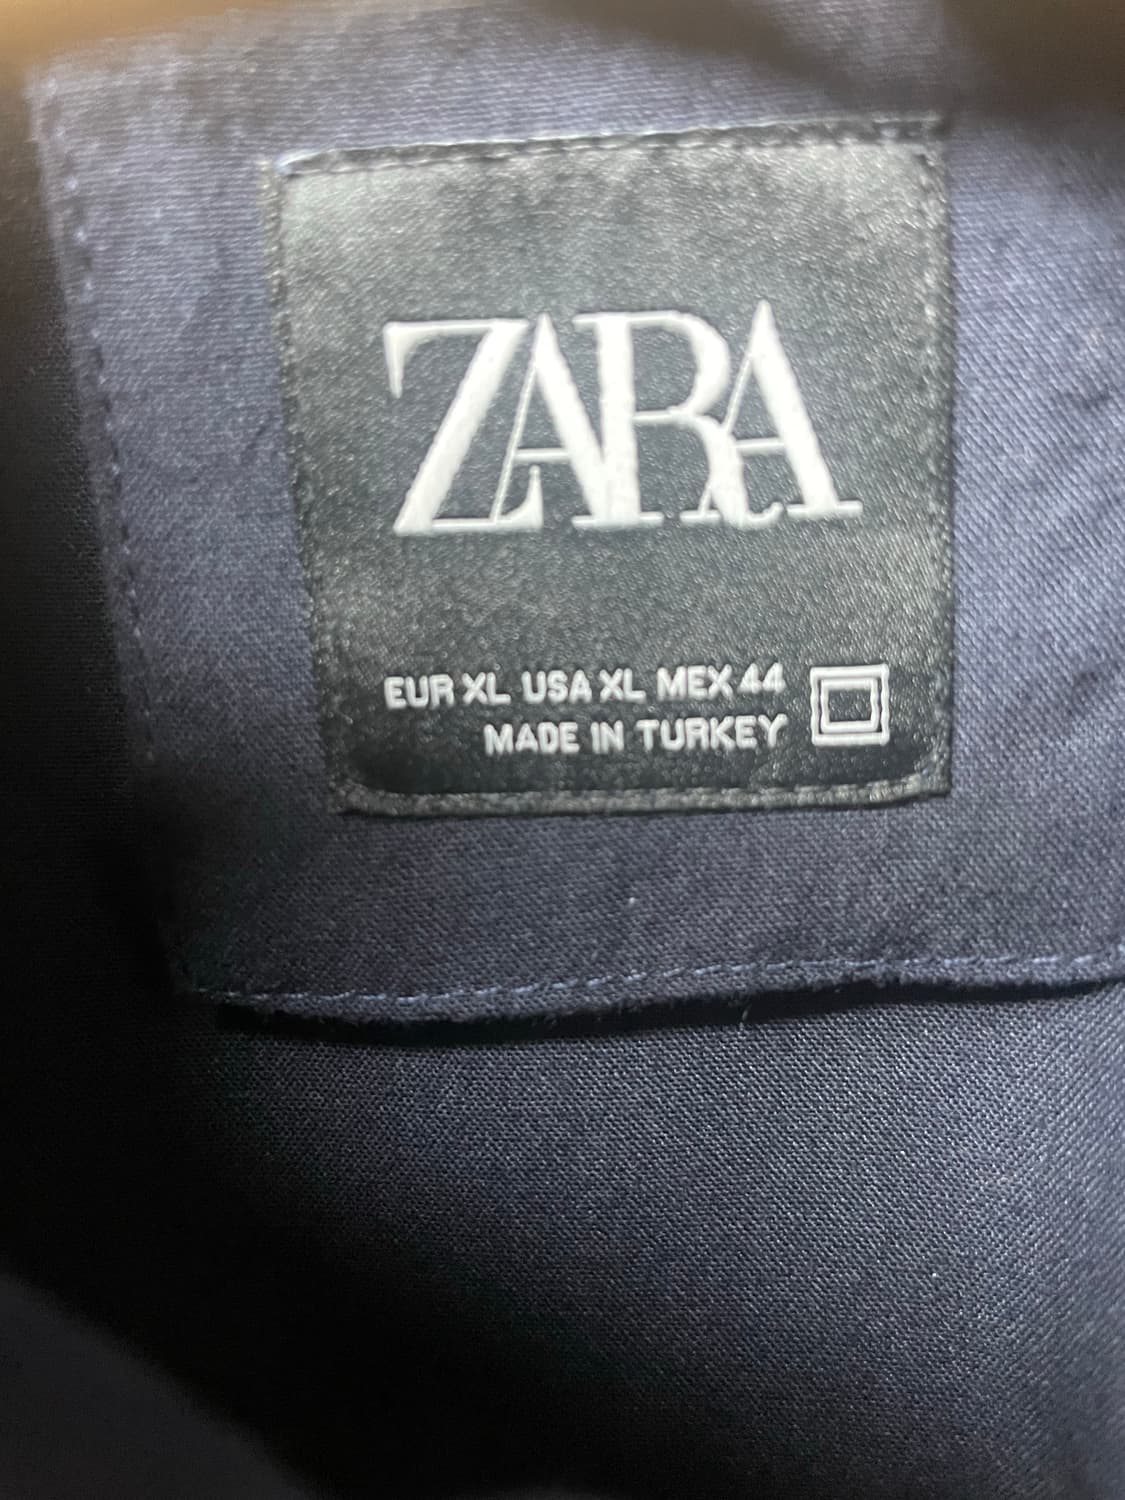 ZARA
EUR XL USA XL MEX 44
MADE IN TURKEY